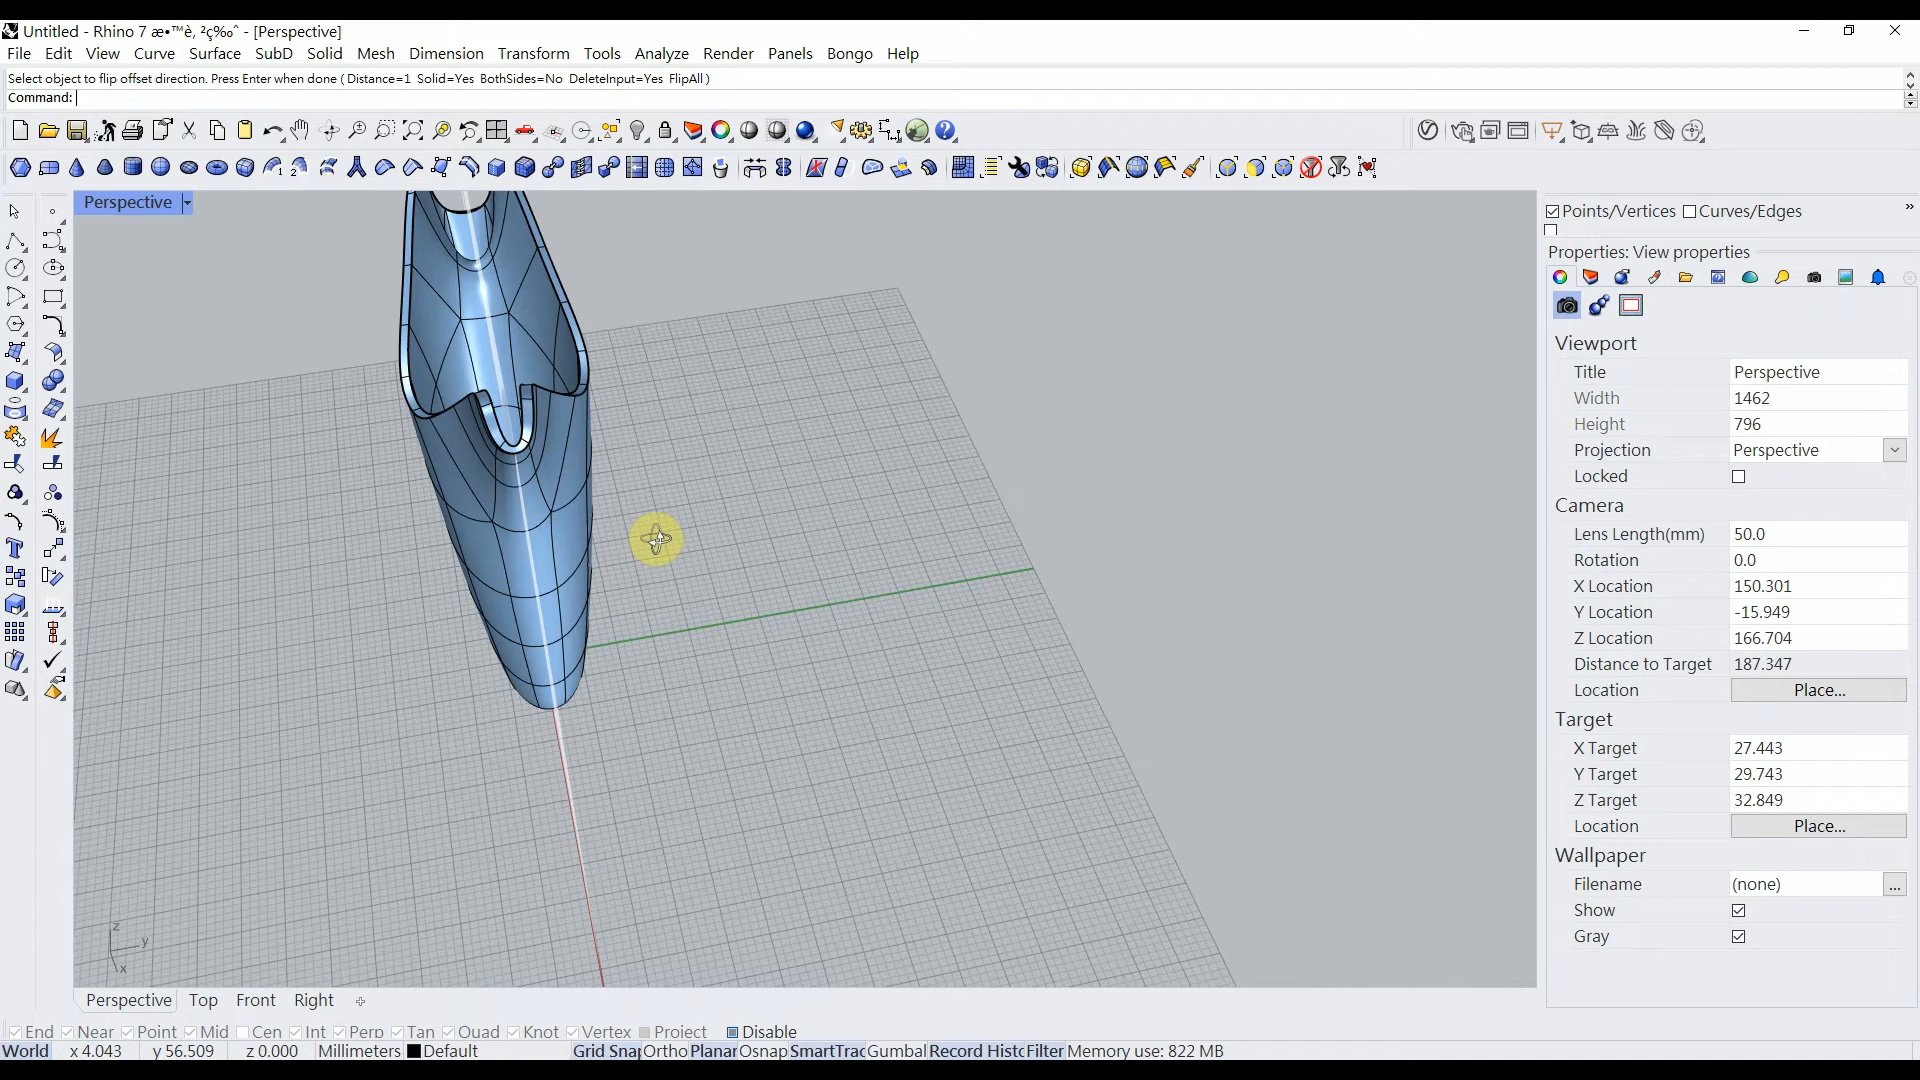 Untitled - Rhino 7 æ•™è‚²ç‰ˆ - [Perspective]
File Edit View Curve Surface SubD Solid Mesh Dimension Transform Tools Analyze Render Panels Bongo Help
Select object to flip offset direction. Press Enter when done ( Distance=1 Solid=Yes BothSides=No DeleteInput=Yes FlipAll )
Command:
Perspective
Points/Vertices Curves/Edges
Properties: View properties
Viewport
Title Perspective
Width 1462
Height 796
Projection Perspective
Locked
Camera
Lens Length(mm) 50.0
Rotation 0.0
X Location 150.301
Y Location -15.949
Z Location 166.704
Distance to Target 187.347
Location Place...
Target
X Target 27.443
Y Target 29.743
Z Target 32.849
Location Place...
Wallpaper
Filename (none) ...
Show
Gray
z
y
x
Perspective Top Front Right
End Near Point Mid Cen Int Perp Tan Quad Knot Vertex Project Disable
World x 4.043 y 56.509 z 0.000 Millimeters Default Grid Snap Ortho Planar Osnap SmartTrac Gumbal Record Histo Filter Memory use: 822 MB